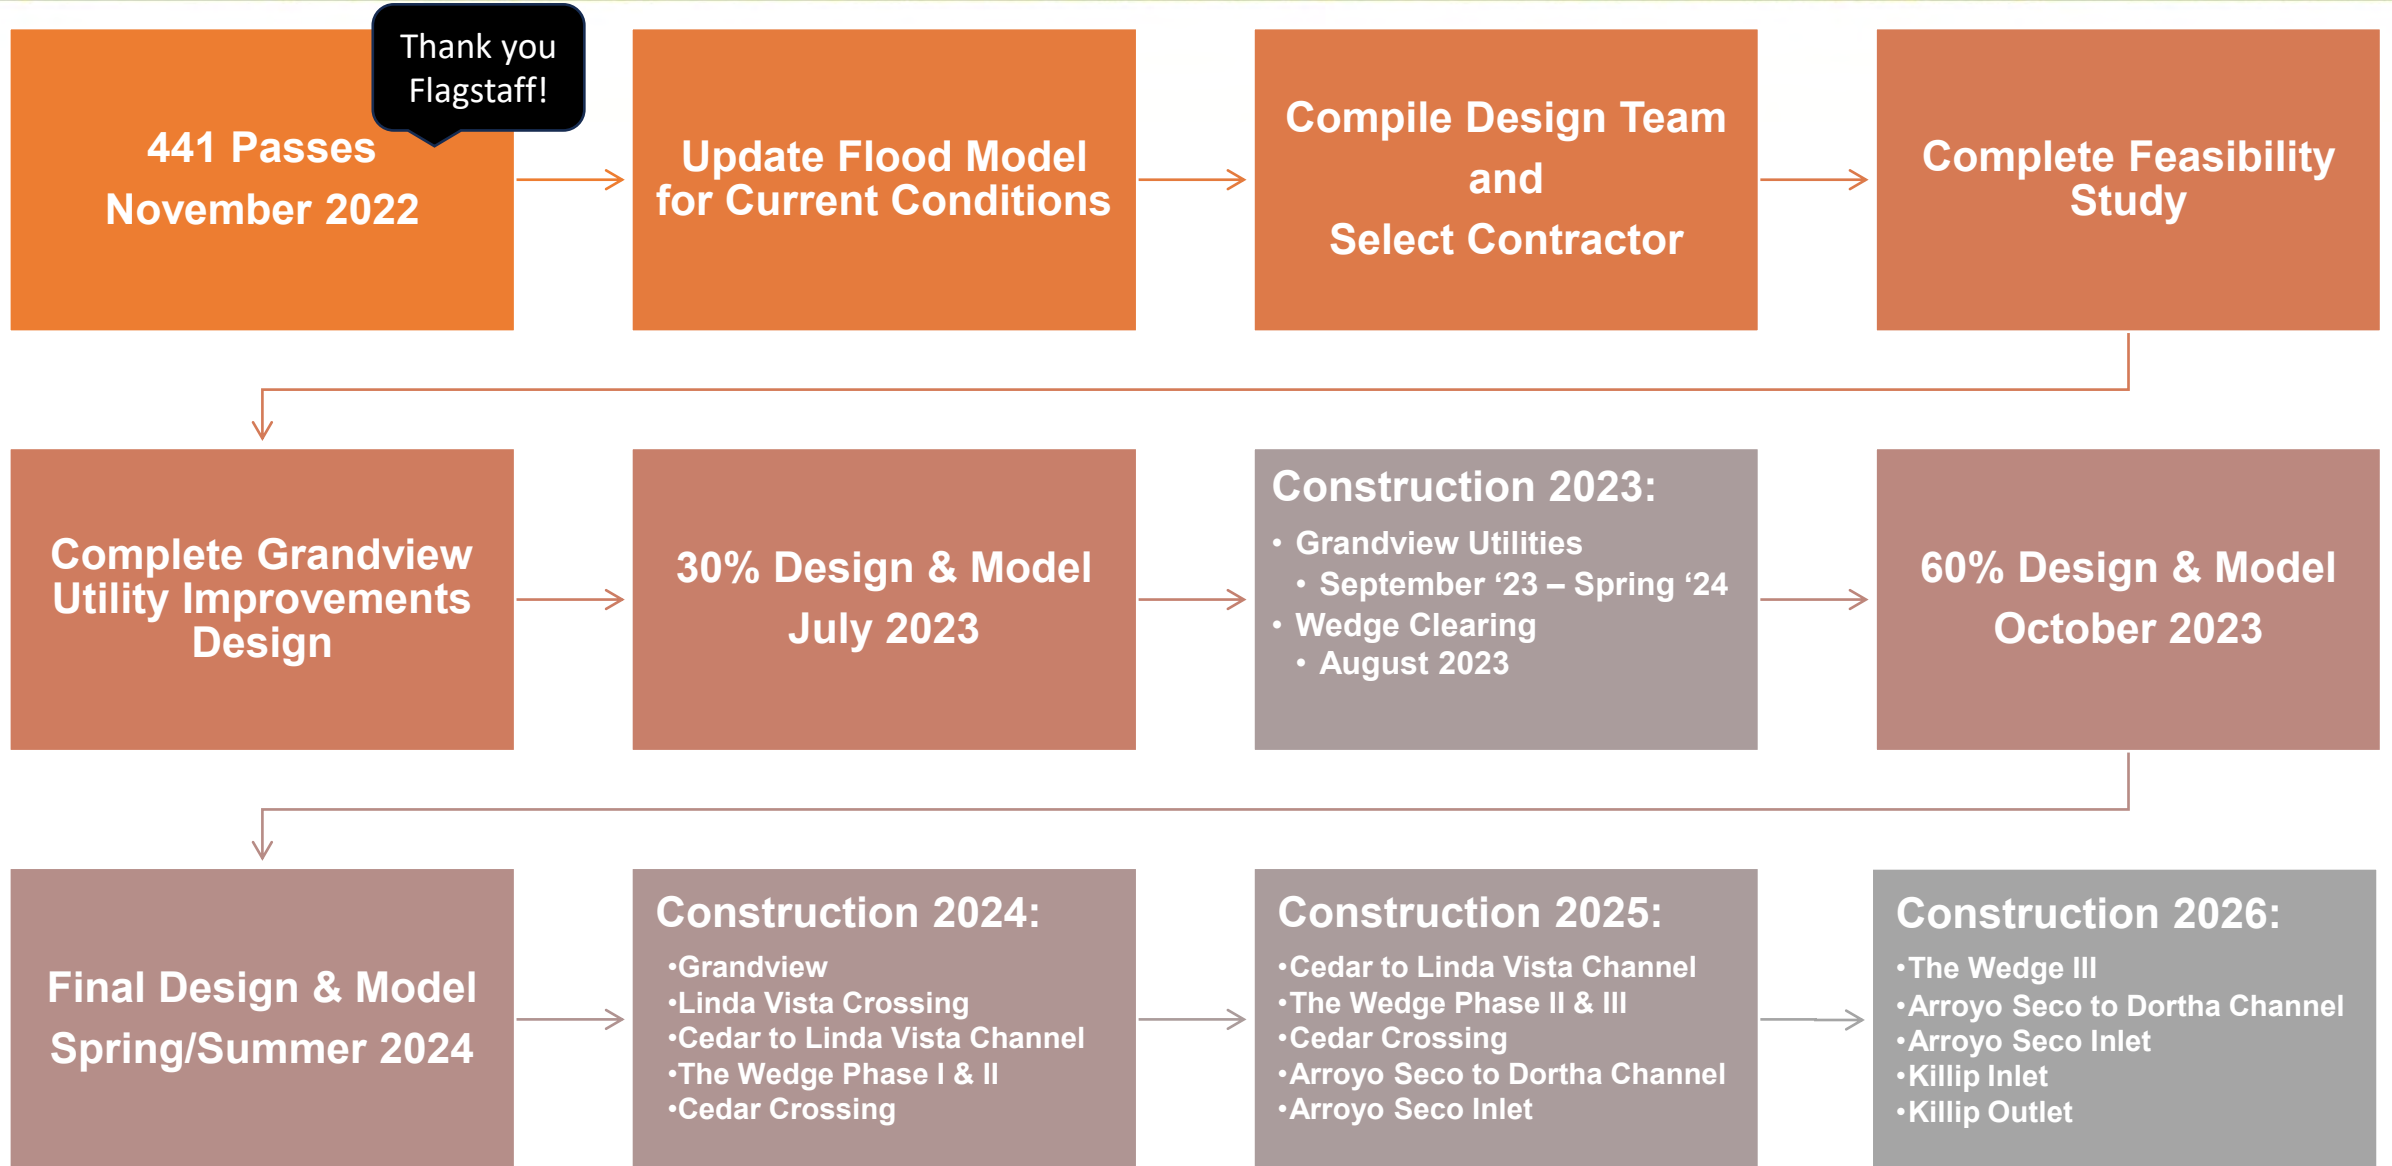 Thank you
Flagstaff!
441 Passes
November 2022
Update Flood Model
for Current Conditions
Compile Design Team
and
Select Contractor
Complete Feasibility
Study
Complete Grandview
Utility Improvements
Design
30% Design & Model
July 2023
Construction 2023:
• Grandview Utilities
• September ‘23 – Spring ‘24
• Wedge Clearing
• August 2023
60% Design & Model
October 2023
Final Design & Model
Spring/Summer 2024
Construction 2024:
•Grandview
•Linda Vista Crossing
•Cedar to Linda Vista Channel
•The Wedge Phase I & II
•Cedar Crossing
Construction 2025:
•Cedar to Linda Vista Channel
•The Wedge Phase II & III
•Cedar Crossing
•Arroyo Seco to Dortha Channel
•Arroyo Seco Inlet
Construction 2026:
•The Wedge III
•Arroyo Seco to Dortha Channel
•Arroyo Seco Inlet
•Killip Inlet
•Killip Outlet